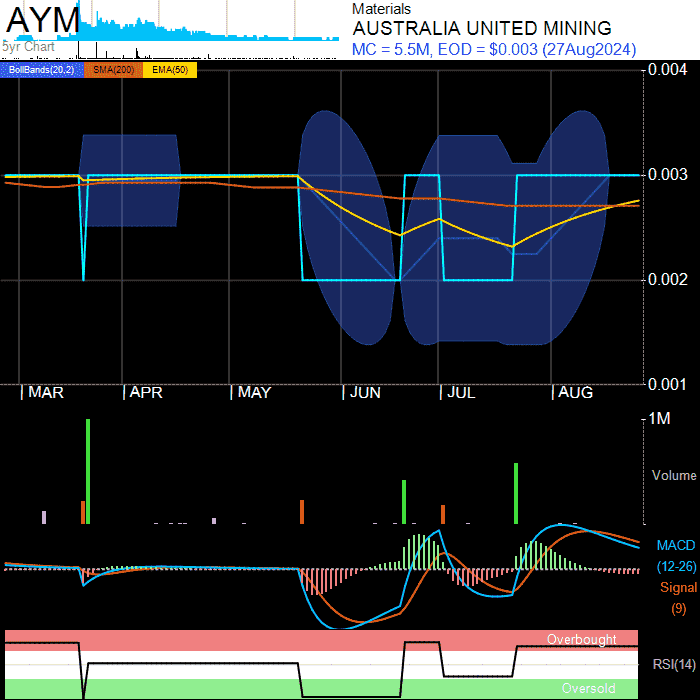 AYM
5yr Chart
Materials
AUSTRALIA UNITED MINING
MC = 5.5M, EOD = $0.003 (27Aug2024)
BollBands(20,2) SMA(200) EMA(50)
0.004
0.003
0.002
0.001
MAR APR MAY JUN JUL AUG
1M
Volume
MACD
(12-26)
Signal
(9)
Overbought
RSI(14)
Oversold